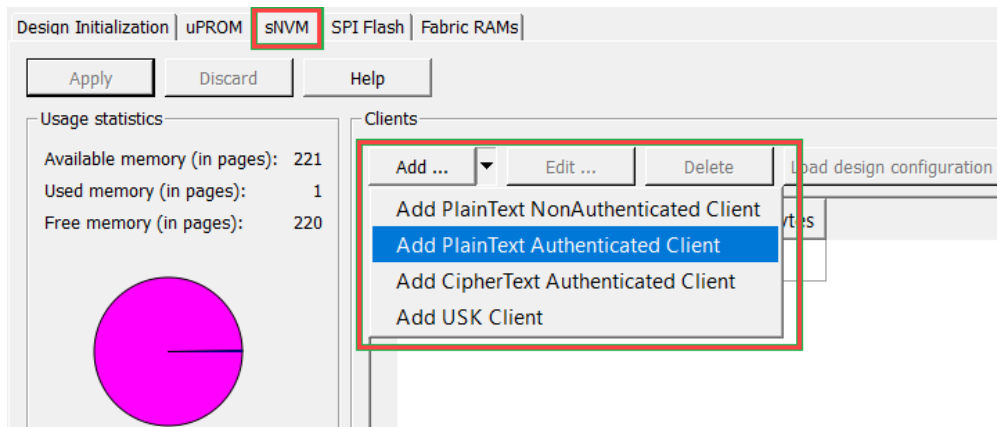 Design Initialization uPROM sNVM SPI Flash Fabric RAMs
Apply Discard Help
Usage statistics
Available memory (in pages): 221
Used memory (in pages): 1
Free memory (in pages): 220
Clients
Add ... Edit ... Delete Load design configuration
Add PlainText NonAuthenticated Client
Add PlainText Authenticated Client
Add CipherText Authenticated Client
Add USK Client